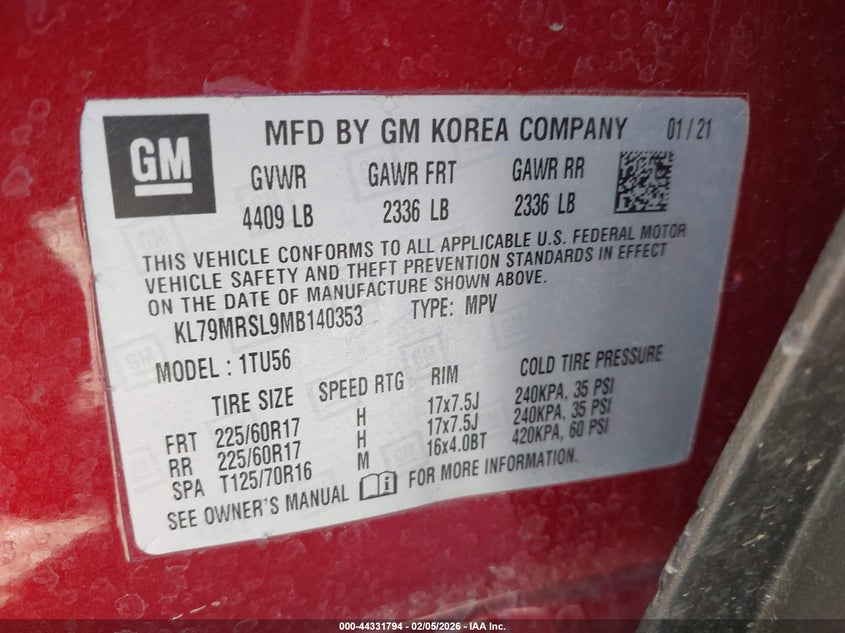 GM
MFD BY GM KOREA COMPANY 01/21
GVWR GAWR FRT GAWR RR
4409 LB 2336 LB 2336 LB
THIS VEHICLE CONFORMS TO ALL APPLICABLE U.S. FEDERAL MOTOR
VEHICLE SAFETY AND THEFT PREVENTION STANDARDS IN EFFECT
ON THE DATE OF MANUFACTURE SHOWN ABOVE.
KL79MRSL9MB140353 TYPE: MPV
MODEL : 1TU56
TIRE SIZE SPEED RTG RIM COLD TIRE PRESSURE
FRT 225/60R17 H 17x7.5J 240KPA, 35 PSI
RR 225/60R17 H 17x7.5J 240KPA, 35 PSI
SPA T125/70R16 M 16x4.0BT 420KPA, 60 PSI
SEE OWNER'S MANUAL FOR MORE INFORMATION.
000-44331794 - 02/05/2026 - IAA Inc.